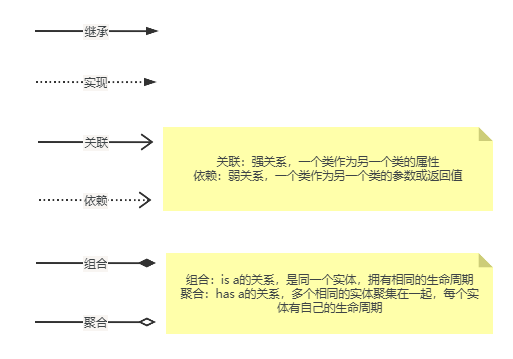 继承
实现
关联
关联：强关系，一个类作为另一个类的属性
依赖：弱关系，一个类作为另一个类的参数或返回值
依赖
组合
组合：is a的关系，是同一个实体，拥有相同的生命周期
聚合：has a的关系，多个相同的实体聚集在一起，每个实
体有自己的生命周期
聚合